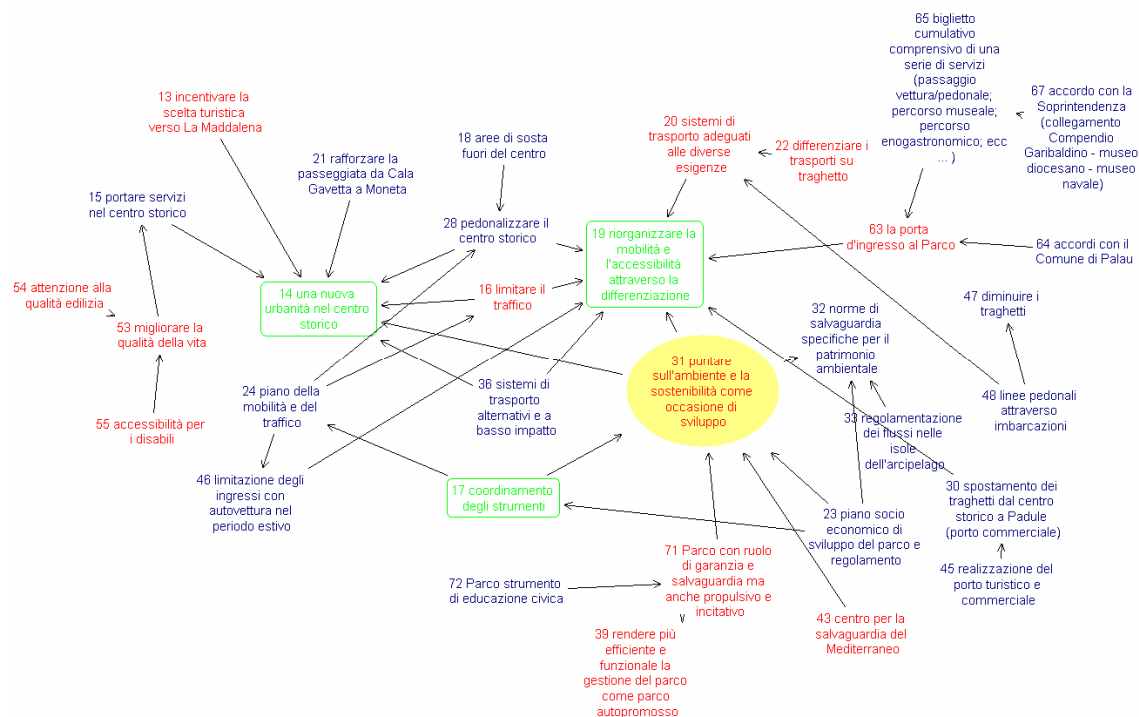 65 biglietto
cumulativo
comprensivo di una
serie di servizi
(passaggio
vettura/pedonale;
percorso museale;
percorso
enogastronomico; ecc
... )
67 accordo con la
Soprintendenza
(collegamento
Compendio
Garibaldino - museo
diocesano - museo
navale)
13 incentivare la
scelta turistica
verso La Maddalena
18 aree di sosta
fuori del centro
20 sistemi di
trasporto adeguati
alle diverse
esigenze
22 differenziare i
trasporti su
traghetto
21 rafforzare la
passeggiata da Cala
Gavetta a Moneta
15 portare servizi
nel centro storico
28 pedonalizzare il
centro storico
19 riorganizzare la
mobilità e
l'accessibilità
attraverso la
differenziazione
63 la porta
d'ingresso al Parco
64 accordi con il
Comune di Palau
54 attenzione alla
qualità edilizia
14 una nuova
urbanità nel centro
storico
16 limitare il
traffico
32 norme di
salvaguardia
specifiche per il
patrimonio
ambientale
47 diminuire i
traghetti
53 migliorare la
qualità della vita
24 piano della
mobilità e del
traffico
36 sistemi di
trasporto
alternativi e a
basso impatto
31 puntare
sull'ambiente e la
sostenibilità come
occasione di
sviluppo
48 linee pedonali
attraverso
imbarcazioni
55 accessibilità per
i disabili
33 regolamentazione
dei flussi nelle
isole
dell'arcipelago
46 limitazione degli
ingressi con
autovettura nel
periodo estivo
17 coordinamento
degli strumenti
23 piano socio
economico di
sviluppo del parco e
regolamento
30 spostamento dei
traghetti dal centro
storico a Padule
(porto commerciale)
71 Parco con ruolo
di garanzia e
salvaguardia ma
anche propulsivo e
incitativo
72 Parco strumento
di educazione civica
45 realizzazione del
porto turistico e
commerciale
39 rendere più
efficiente e
funzionale la
gestione del parco
come parco
autopromosso
43 centro per la
salvaguardia del
Mediterraneo